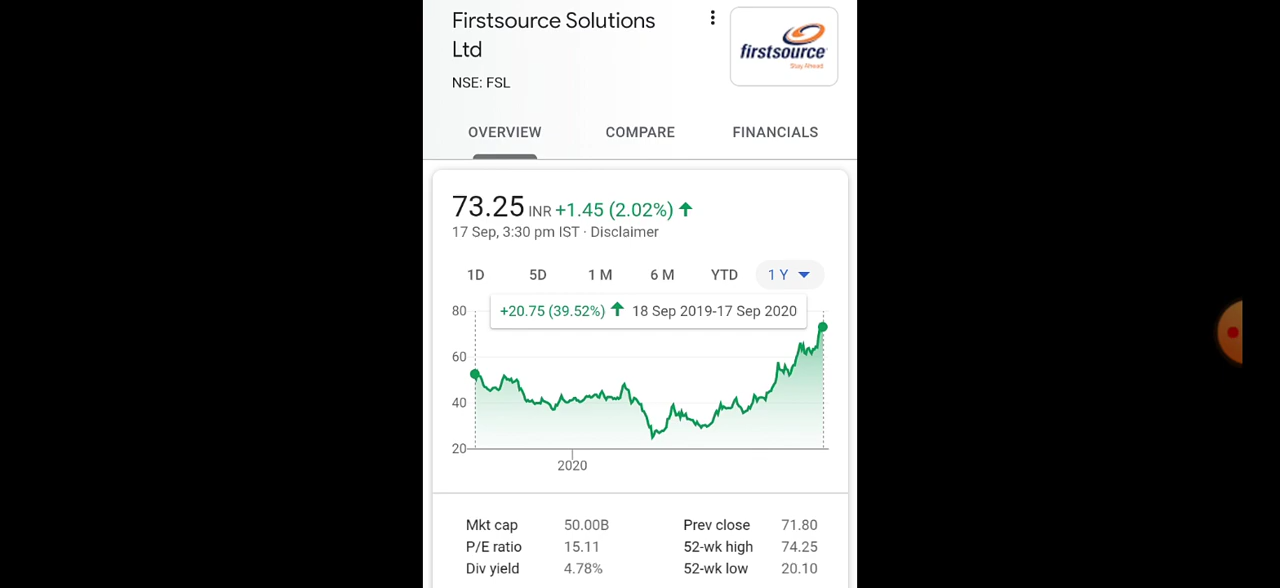 Firstsource Solutions
Ltd
NSE: FSL
firstsource
Stay Ahead
OVERVIEW COMPARE FINANCIALS
73.25 INR +1.45 (2.02%)
17 Sep, 3:30 pm IST · Disclaimer
1D 5D 1 M 6 M YTD 1 Y
80
+20.75 (39.52%) 18 Sep 2019-17 Sep 2020
60
40
20
2020
Mkt cap 50.00B Prev close 71.80
P/E ratio 15.11 52-wk high 74.25
Div yield 4.78% 52-wk low 20.10